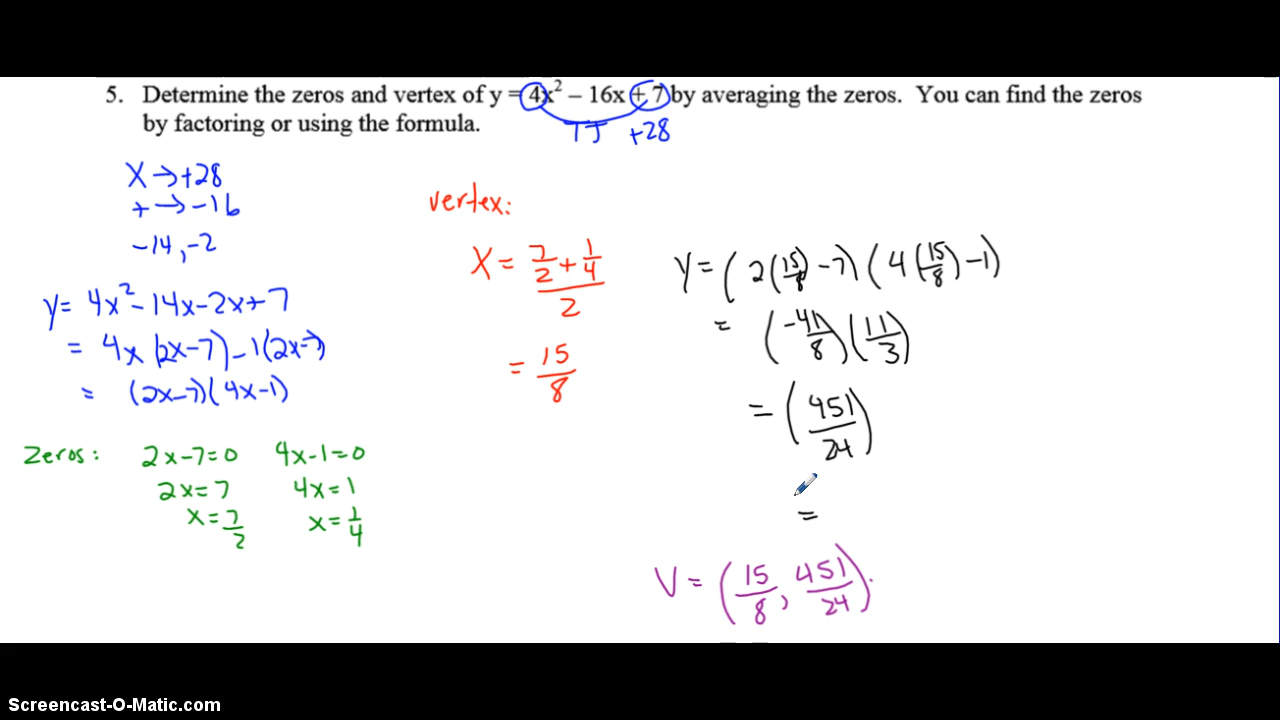 5. Determine the zeros and vertex of y = 4x² – 16x + 7 by averaging the zeros. You can find the zeros
by factoring or using the formula.
+28
X → +28
+ → -16
-14, -2
y = 4x² - 14x - 2x + 7
= 4x (2x-7) - 1(2x-7)
= (2x-7)(4x-1)
Zeros: 2x-7=0 4x-1=0
2x=7 4x=1
x=7/2 x=1/4
vertex:
X = (7/2 + 1/4)/2
= 15/8
y = (2(15/8) - 7)(4(15/8) - 1)
= (-41/8)(11/3)
= (451/24)
=
V = (15/8, 451/24).
Screencast-O-Matic.com